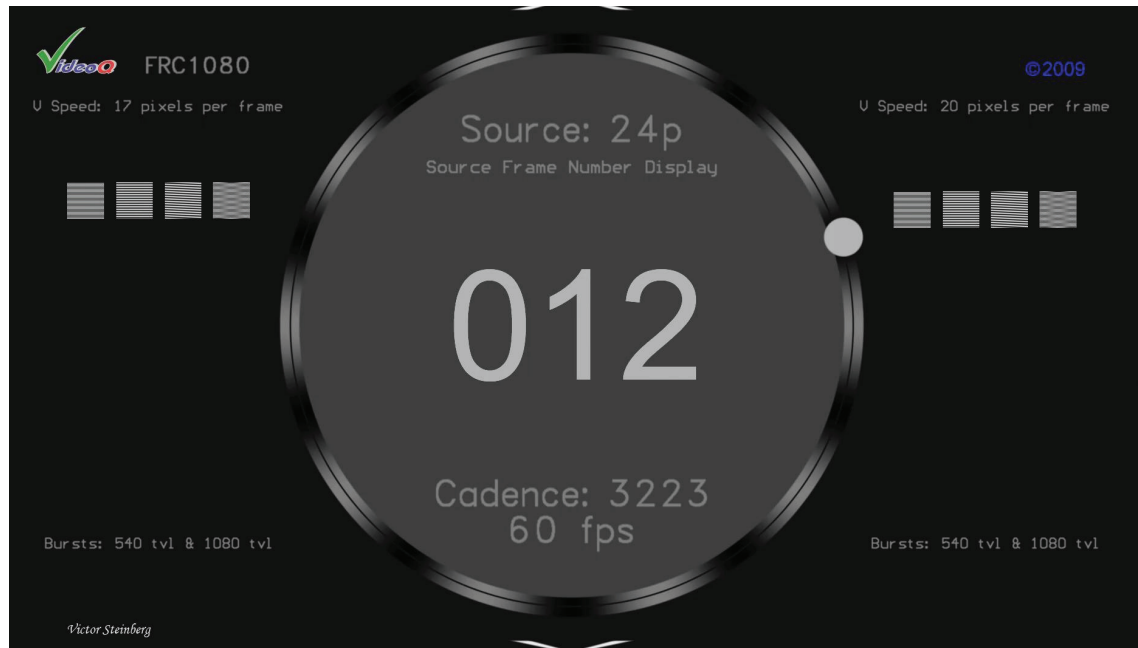 VideoQ FRC1080
©2009
V Speed: 17 pixels per frame
V Speed: 20 pixels per frame
Source: 24p
Source Frame Number Display
012
Cadence: 3223
60 fps
Bursts: 540 tvl & 1080 tvl
Bursts: 540 tvl & 1080 tvl
Victor Steinberg